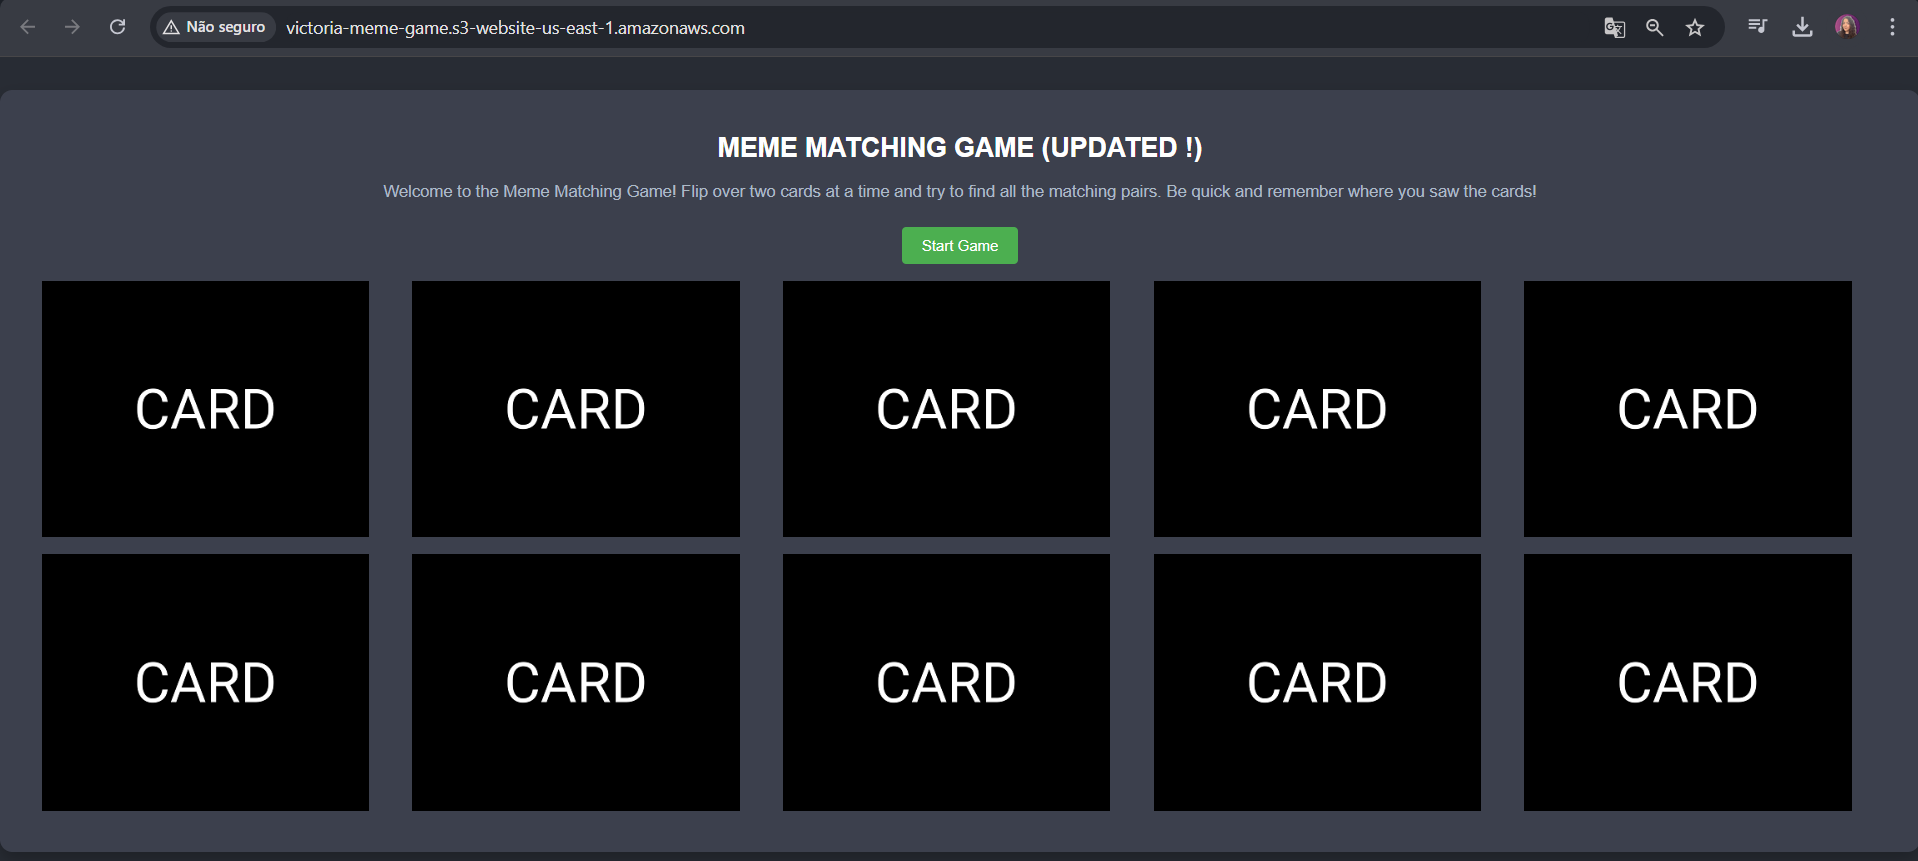 Não seguro victoria-meme-game.s3-website-us-east-1.amazonaws.com
MEME MATCHING GAME (UPDATED !)
Welcome to the Meme Matching Game! Flip over two cards at a time and try to find all the matching pairs. Be quick and remember where you saw the cards!
Start Game
CARD CARD CARD CARD CARD
CARD CARD CARD CARD CARD